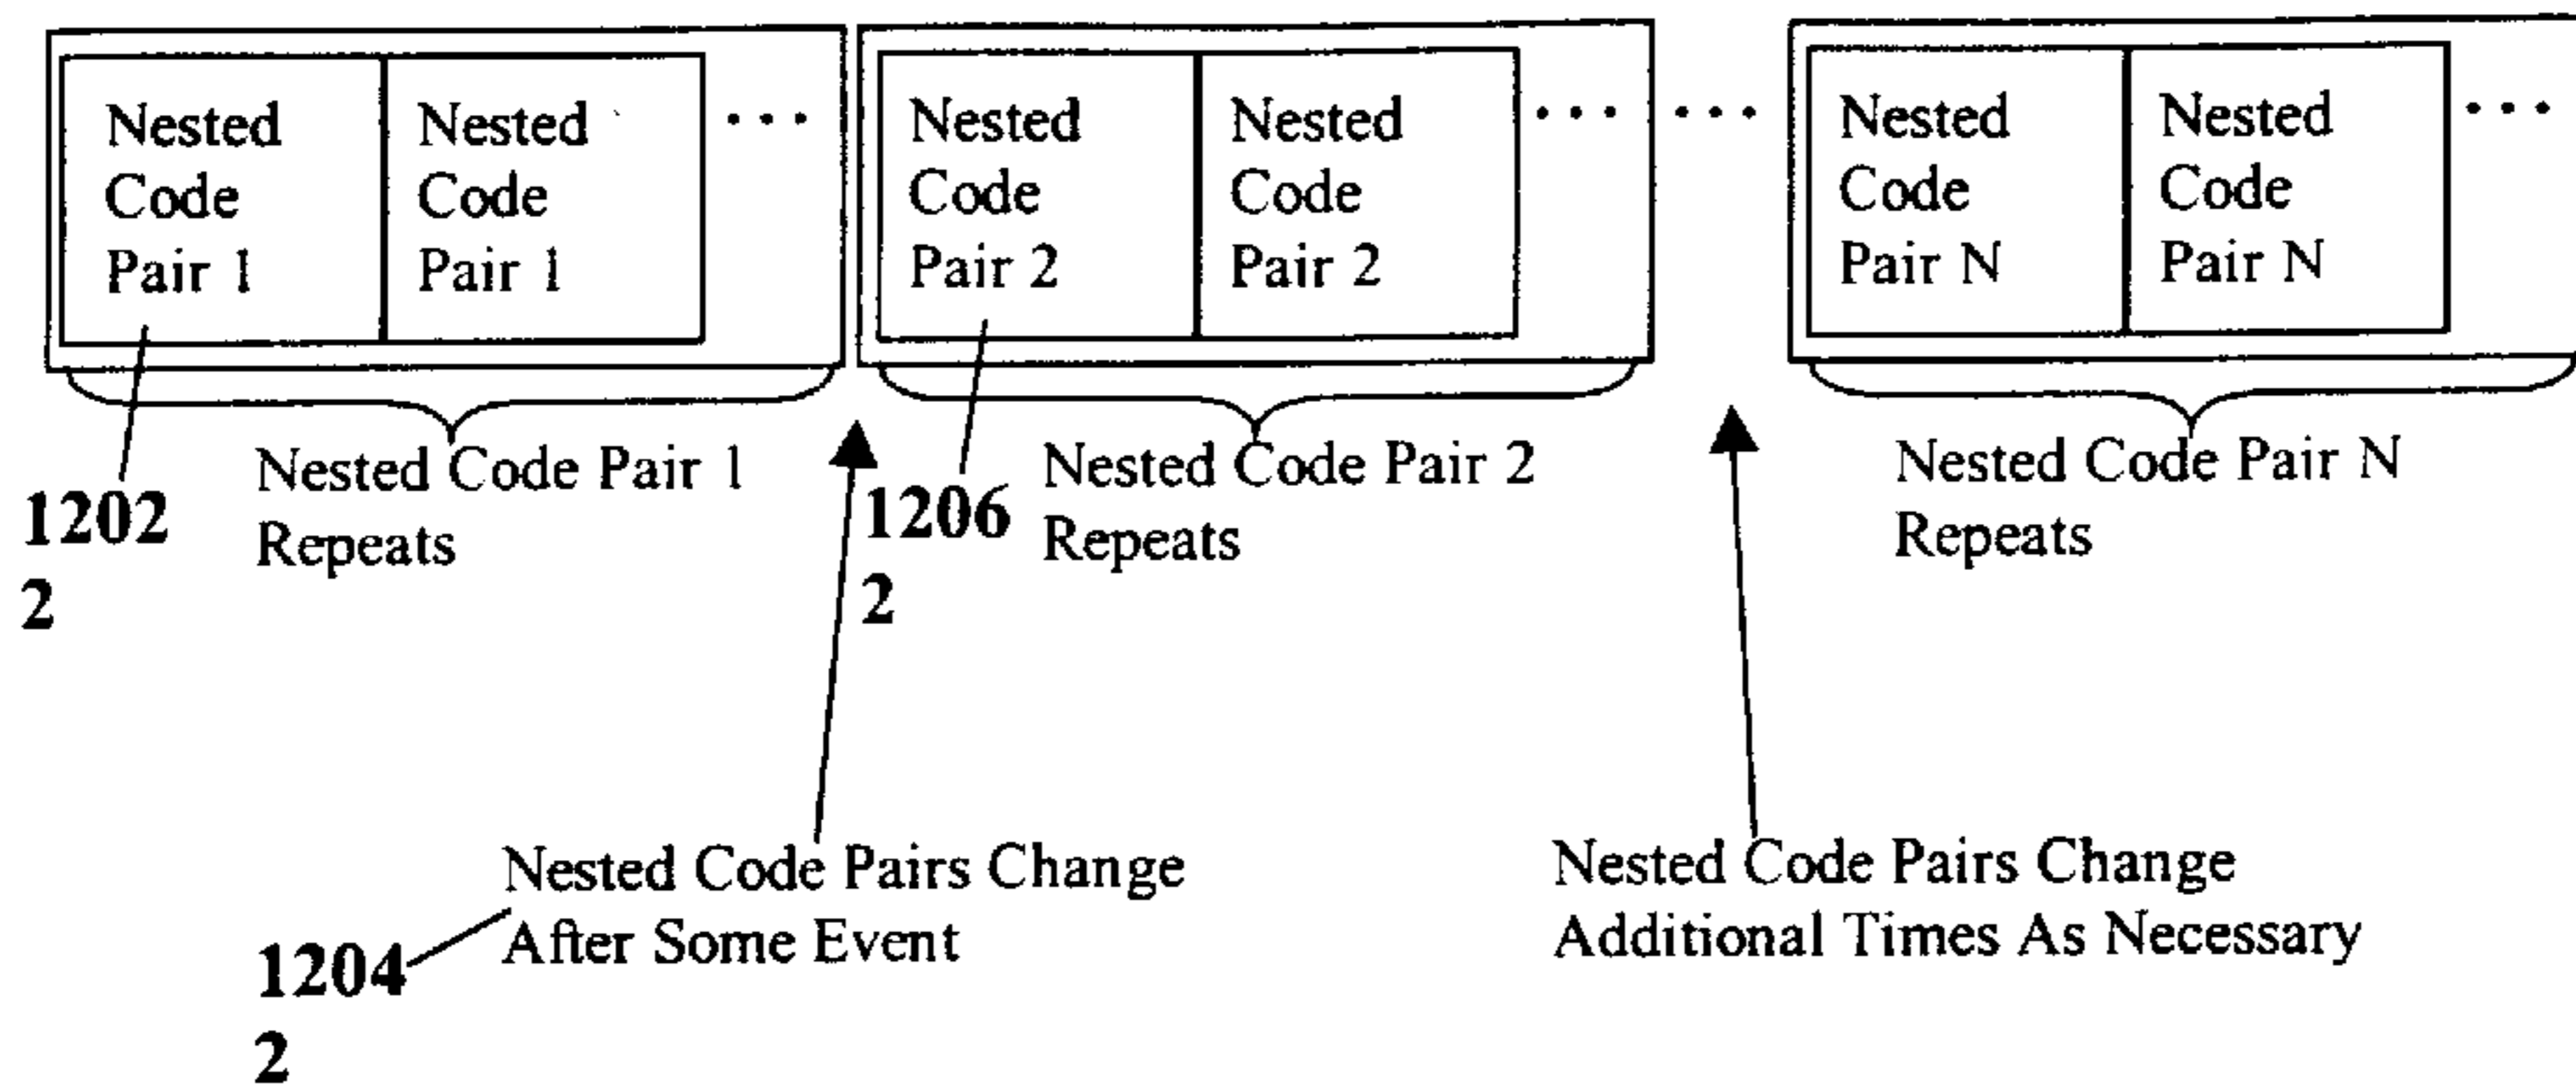 Nested
Code
Pair 1
Nested
Code
Pair 1
...
Nested
Code
Pair 2
Nested
Code
Pair 2
... ...
Nested
Code
Pair N
Nested
Code
Pair N
...
1202
2
Nested Code Pair 1
Repeats
1206
2
Nested Code Pair 2
Repeats
Nested Code Pair N
Repeats
1204
2
Nested Code Pairs Change
After Some Event
Nested Code Pairs Change
Additional Times As Necessary